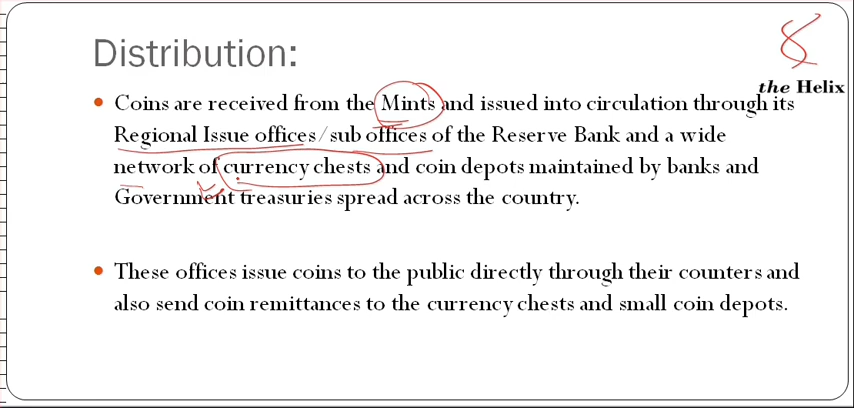 Distribution:
the Helix
Coins are received from the Mints and issued into circulation through its
Regional Issue offices/sub offices of the Reserve Bank and a wide
network of currency chests and coin depots maintained by banks and
Government treasuries spread across the country.
These offices issue coins to the public directly through their counters and
also send coin remittances to the currency chests and small coin depots.